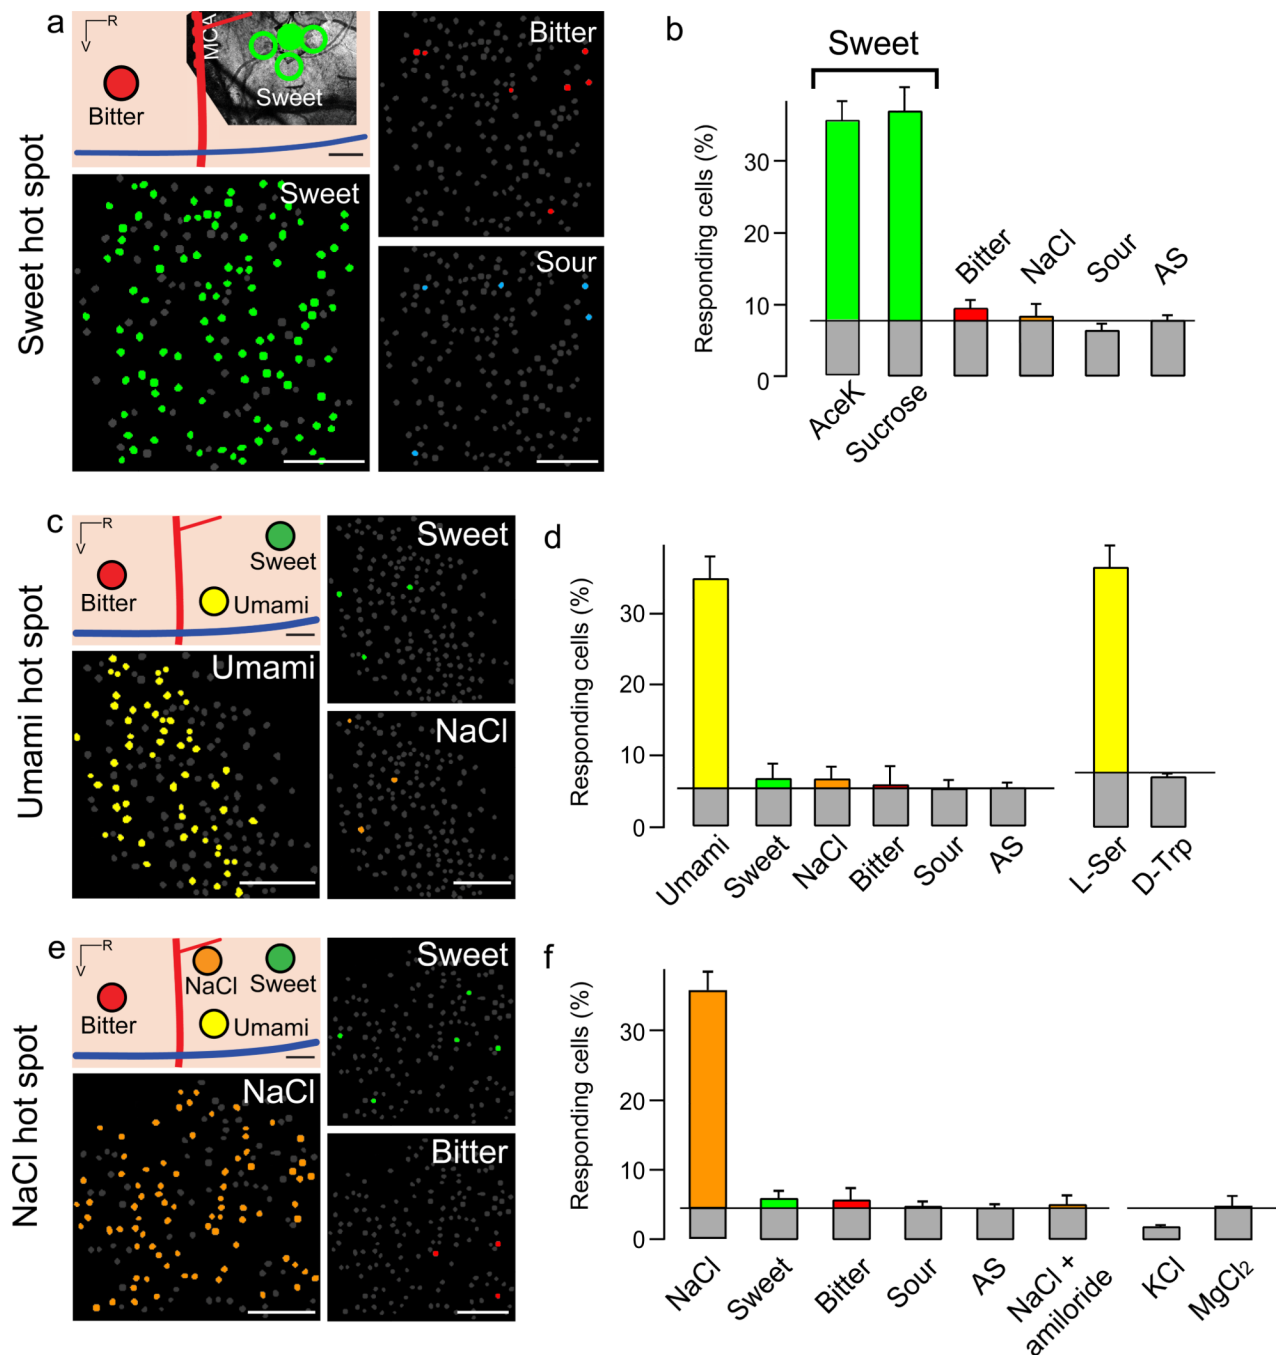 a
R
V
MCA
Sweet
Bitter
Sweet hot spot
Sweet
Bitter
Sour
b
Sweet
Responding cells (%)
30
20
10
0
Bitter
NaCl
Sour
AS
AceK
Sucrose
c
R
V
Sweet
Bitter
Umami
Umami hot spot
Umami
Sweet
NaCl
d
Responding cells (%)
30
20
10
0
Umami
Sweet
NaCl
Bitter
Sour
AS
L-Ser
D-Trp
e
R
V
NaCl
Sweet
Bitter
Umami
NaCl hot spot
NaCl
Sweet
Bitter
f
Responding cells (%)
30
20
10
0
NaCl
Sweet
Bitter
Sour
AS
NaCl +
amiloride
KCl
MgCl₂